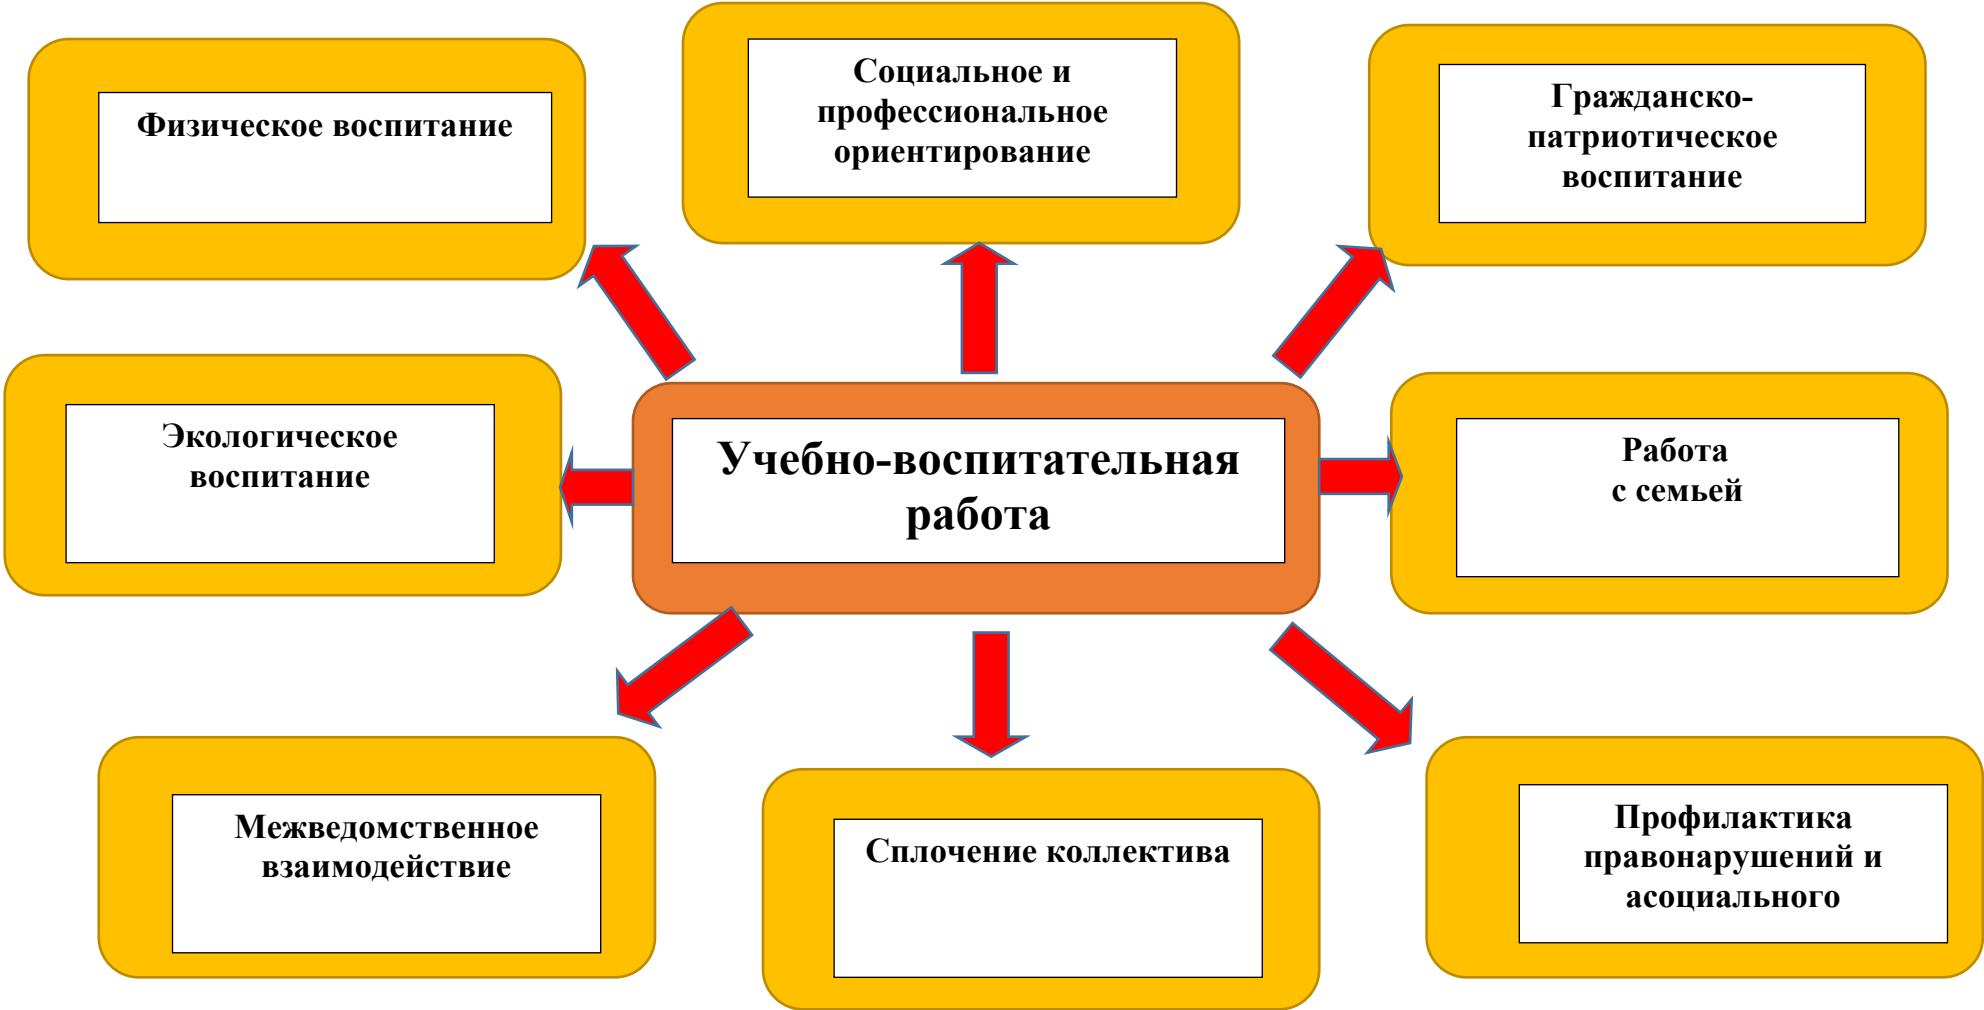 Физическое воспитание
Социальное и
профессиональное
ориентирование
Гражданско-
патриотическое
воспитание
Экологическое
воспитание
Учебно-воспитательная
работа
Работа
с семьей
Межведомственное
взаимодействие
Сплочение коллектива
Профилактика
правонарушений и
асоциального